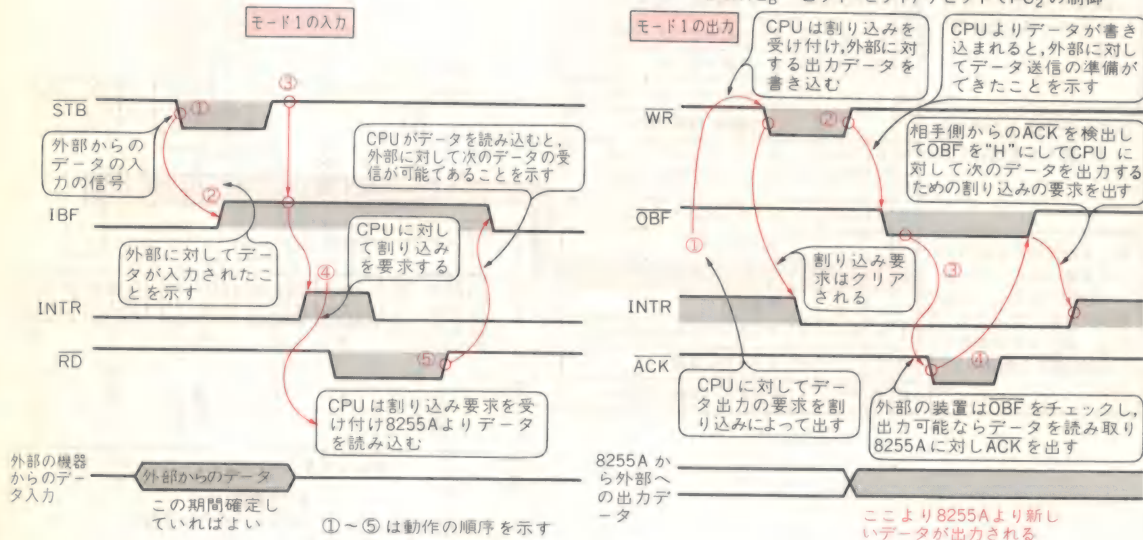 モード1の入力
STB
①
③
外部からの
データの入
力の信号
②
IBF
CPUがデータを読み込むと,
外部に対して次のデータの受
信が可能であることを示す
外部に対してデー
タが入力されたこ
とを示す
CPUに対し
て割り込み
を要求する
④
INTR
RD
⑤
CPUは割り込み要求を受
け付け8255Aよりデータ
を読み込む
外部の機器
からのデー
タ入力
外部からのデータ
この期間確定し
ていればよい
①~⑤は動作の順序を示す
モード1の出力
CPUは割り込みを
受け付け,外部に対
する出力データを
書き込む
CPUよりデータが書き
込まれると,外部に対し
てデータ送信の準備が
できたことを示す
WR
②
相手側からのACKを検出し
てOBFを“H”にしてCPUに
対して次のデータを出力する
ための割り込みの要求を出す
OBF
①
③
割り込み要
求はクリア
される
INTR
ACK
④
CPUに対してデー
タ出力の要求を割
り込みによって出す
外部の装置はOBFをチェックし,
出力可能ならデータを読み取り
8255Aに対しACKを出す
8255Aか
ら外部へ
の出力デ
ータ
ここより8255Aより新し
いデータが出力される